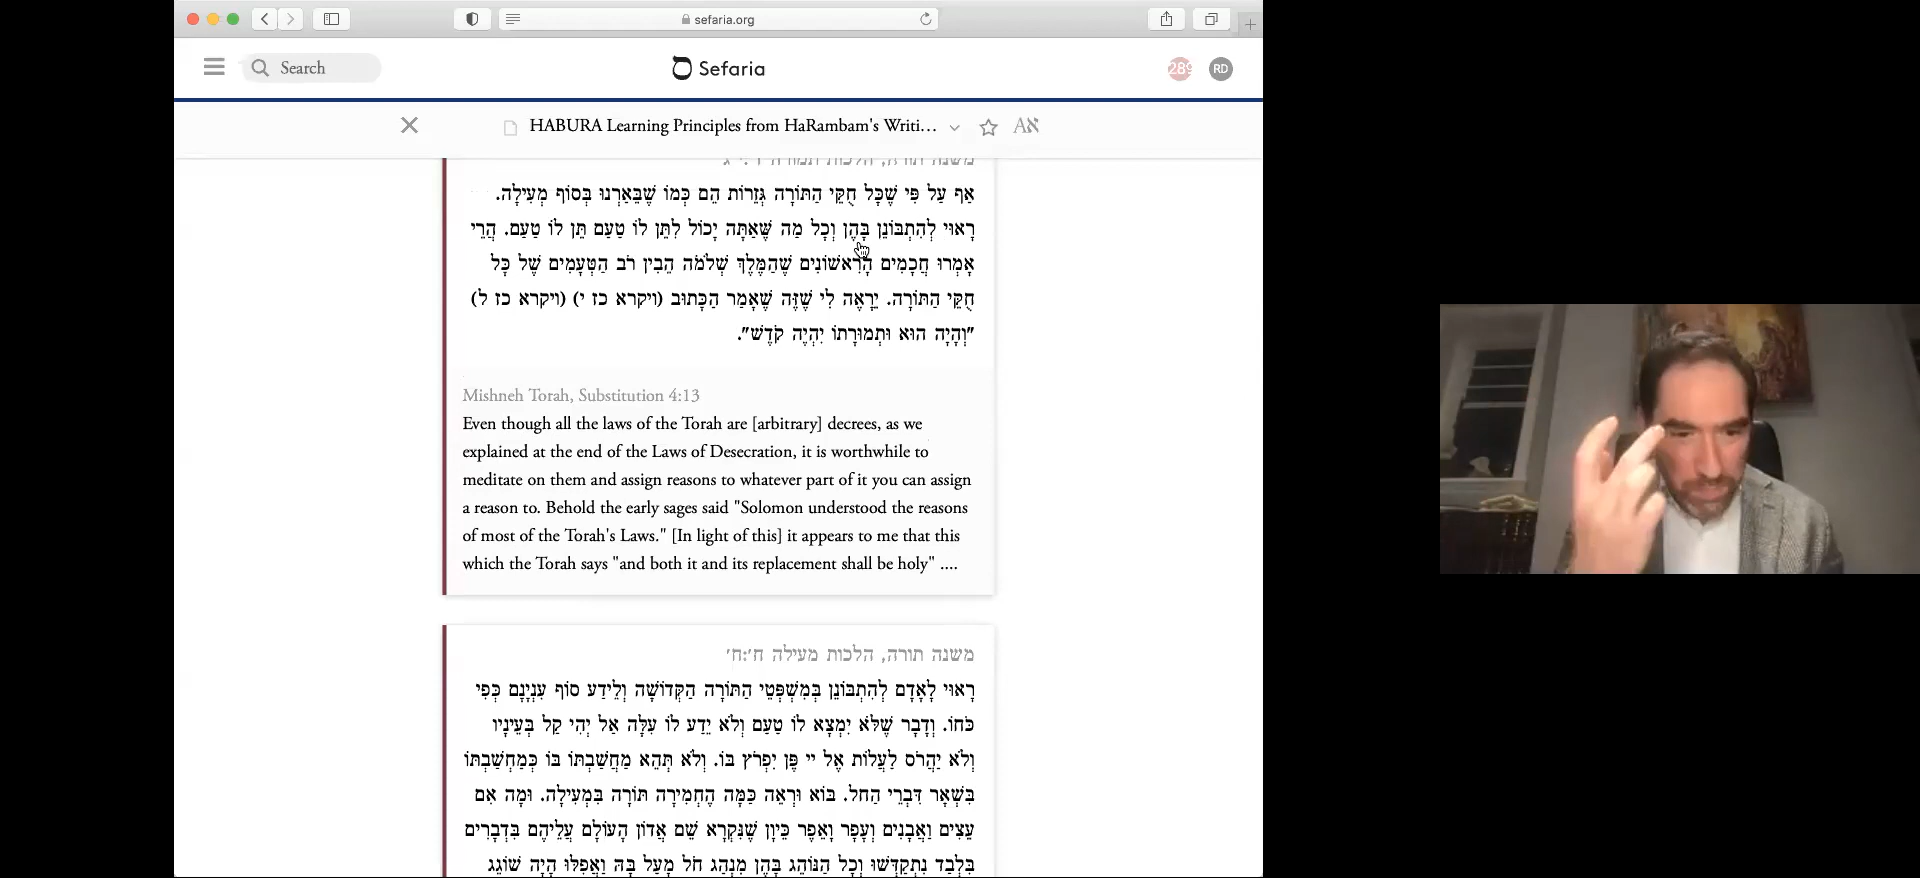 sefaria.org
Search
Sefaria
289
RD
HABURA Learning Principles from HaRambam's Writi...
Aא
משנה תורה, הלכות תמורה ד׳:י״ג
אַף עַל פִּי שֶׁכָּל חֻקֵּי הַתּוֹרָה גְּזֵרוֹת הֵם כְּמוֹ שֶׁבֵּאַרְנוּ בְּסוֹף מְעִילָה.
רָאוּי לְהִתְבּוֹנֵן בָּהֶן וְכָל מַה שֶּׁאַתָּה יָכוֹל לִתֵּן לוֹ טַעַם תֵּן לוֹ טַעַם. הֲרֵי
אָמְרוּ חֲכָמִים הָרִאשׁוֹנִים שֶׁהַמֶּלֶךְ שְׁלֹמֹה הֵבִין רֹב הַטְּעָמִים שֶׁל כָּל
חֻקֵּי הַתּוֹרָה. יֵרָאֶה לִי שֶׁזֶּה שֶׁאָמַר הַכָּתוּב (ויקרא כז י) (ויקרא כז ל)
"וְהָיָה הוּא וּתְמוּרָתוֹ יִהְיֶה קֹדֶשׁ".
Mishneh Torah, Substitution 4:13
Even though all the laws of the Torah are [arbitrary] decrees, as we
explained at the end of the Laws of Desecration, it is worthwhile to
meditate on them and assign reasons to whatever part of it you can assign
a reason to. Behold the early sages said "Solomon understood the reasons
of most of the Torah's Laws." [In light of this] it appears to me that this
which the Torah says "and both it and its replacement shall be holy" ....
משנה תורה, הלכות מעילה ח׳:ח׳
רָאוּי לָאָדָם לְהִתְבּוֹנֵן בְּמִשְׁפְּטֵי הַתּוֹרָה הַקְּדוֹשָׁה וְלֵידַע סוֹף עִנְיָנָם כְּפִי
כֹּחוֹ. וְדָבָר שֶׁלֹּא יִמְצָא לוֹ טַעַם וְלֹא יֵדַע לוֹ עִלָּה אַל יְהִי קַל בְּעֵינָיו
וְלֹא יַהֲרֹס לַעֲלוֹת אֶל יי פֶּן יִפְרֹץ בּוֹ. וְלֹא תְּהֵא מַחֲשַׁבְתּוֹ בּוֹ כְּמַחְשַׁבְתּוֹ
בִּשְׁאָר דִּבְרֵי הַחל. בּוֹא וּרְאֵה כַּמָּה הֶחְמִירָה תּוֹרָה בִּמְעִילָה. וּמָה אִם
עֵצִים וַאֲבָנִים וְעָפָר וָאֵפֶר כֵּיוָן שֶׁנִּקְרָא שֵׁם אֲדוֹן הָעוֹלָם עֲלֵיהֶם בִּדְבָרִים
בִּלְבַד נִתְקַדְּשׁוּ וְכָל הַנּוֹהֵג בָּהֶן מִנְהַג חֹל מָעַל בָּהּ וַאֲפִלּוּ הָיָה שׁוֹגֵג